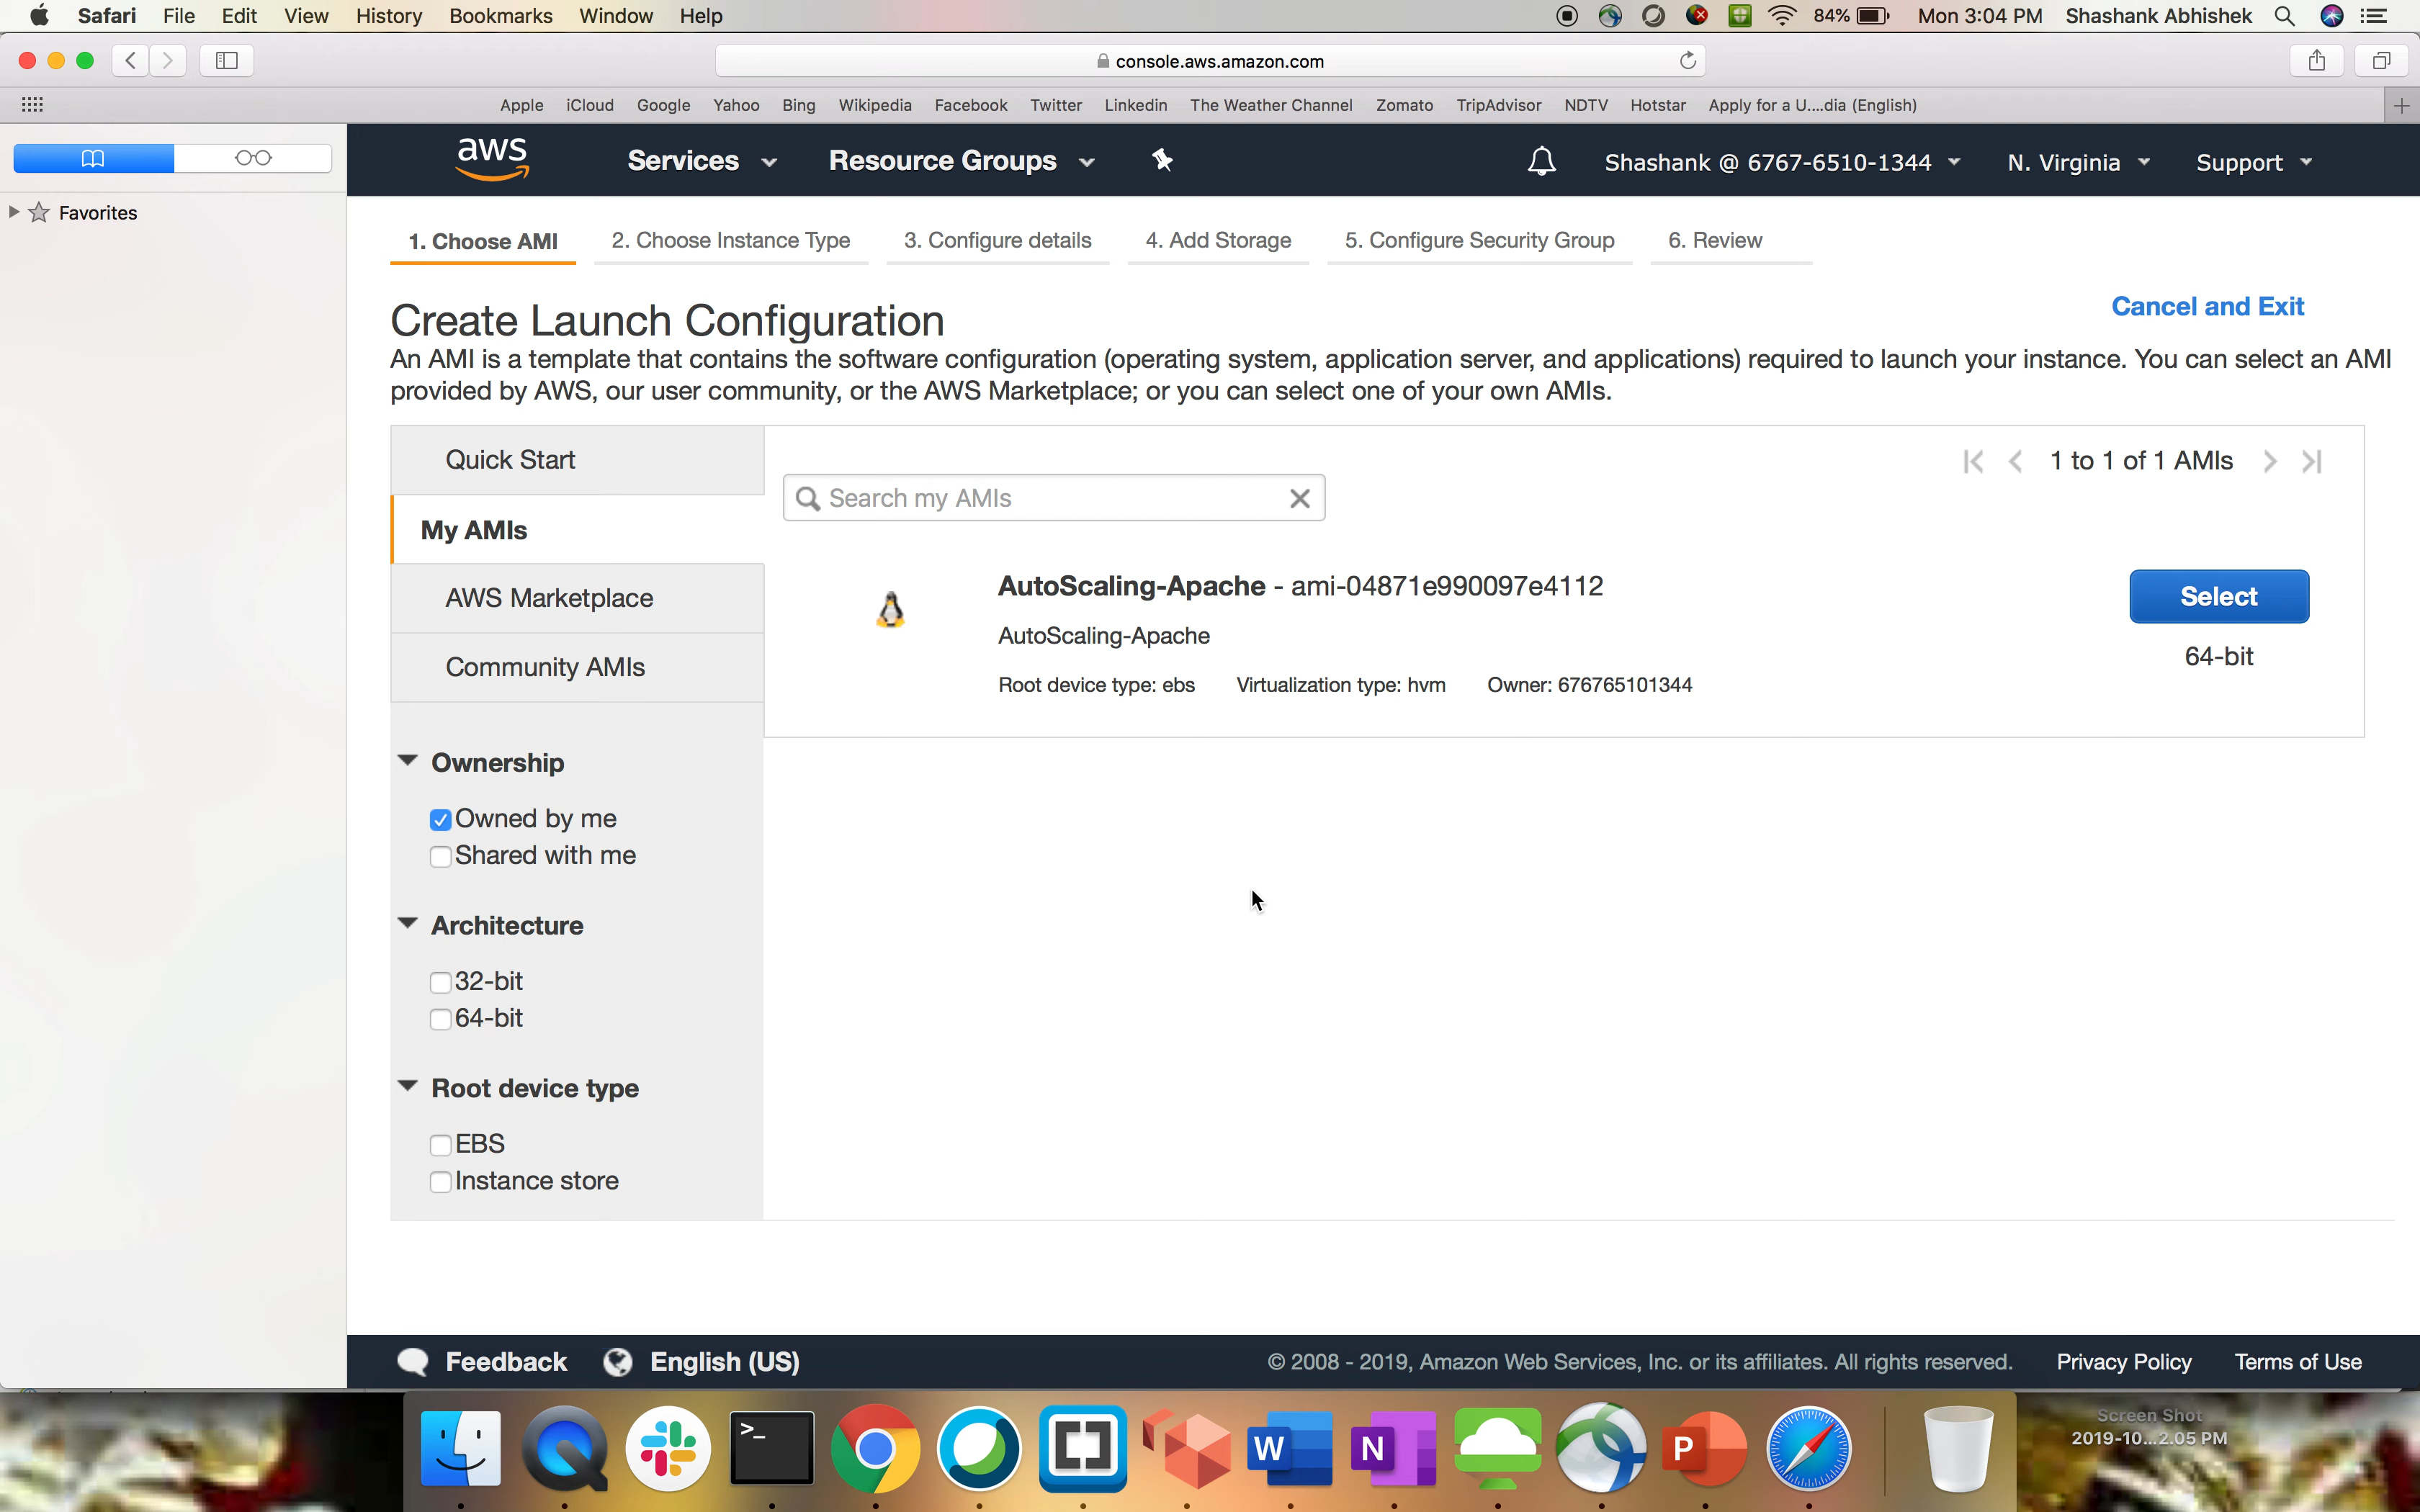 Safari File Edit View History Bookmarks Window Help 84% Mon 3:04 PM Shashank Abhishek
console.aws.amazon.com
Apple iCloud Google Yahoo Bing Wikipedia Facebook Twitter Linkedin The Weather Channel Zomato TripAdvisor NDTV Hotstar Apply for a U....dia (English)
aws Services Resource Groups Shashank @ 6767-6510-1344 N. Virginia Support
Favorites
1. Choose AMI 2. Choose Instance Type 3. Configure details 4. Add Storage 5. Configure Security Group 6. Review
Create Launch Configuration
Cancel and Exit
An AMI is a template that contains the software configuration (operating system, application server, and applications) required to launch your instance. You can select an AMI
provided by AWS, our user community, or the AWS Marketplace; or you can select one of your own AMIs.
Quick Start
My AMIs
AWS Marketplace
Community AMIs
1 to 1 of 1 AMIs
Search my AMIs
AutoScaling-Apache - ami-04871e990097e4112
AutoScaling-Apache
Root device type: ebs Virtualization type: hvm Owner: 676765101344
Select
64-bit
Ownership
Owned by me
Shared with me
Architecture
32-bit
64-bit
Root device type
EBS
Instance store
Feedback English (US) © 2008 - 2019, Amazon Web Services, Inc. or its affiliates. All rights reserved. Privacy Policy Terms of Use
>_
W
N
P
Screen Shot
2019-10...2.05 PM